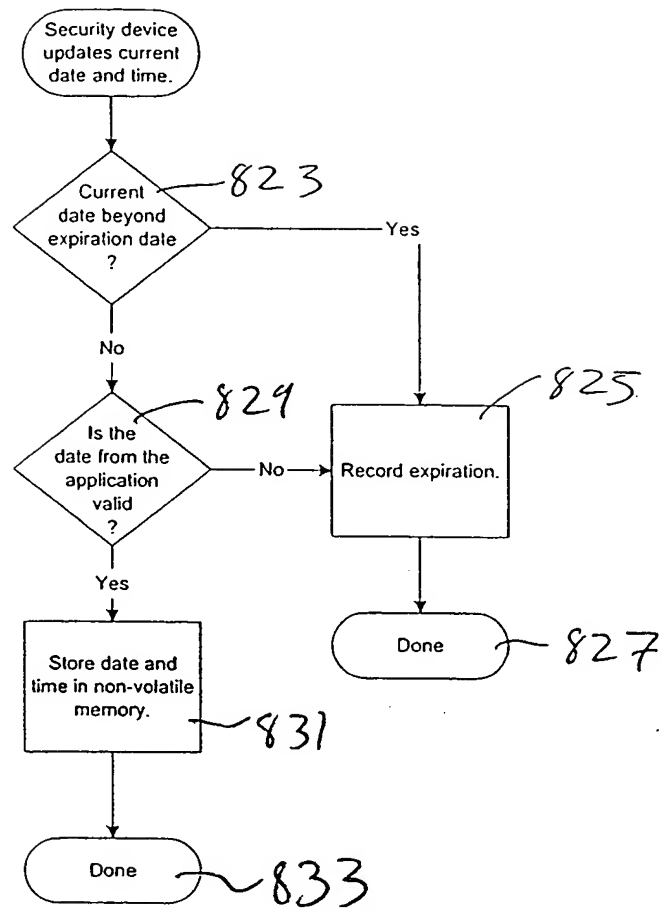 Security device
updates current
date and time.
823
Current
date beyond
expiration date
?
Yes
No
829
825
Is the
date from the
application
valid
?
No
Record expiration.
Yes
Done
827
Store date and
time in non-volatile
memory.
831
Done
833